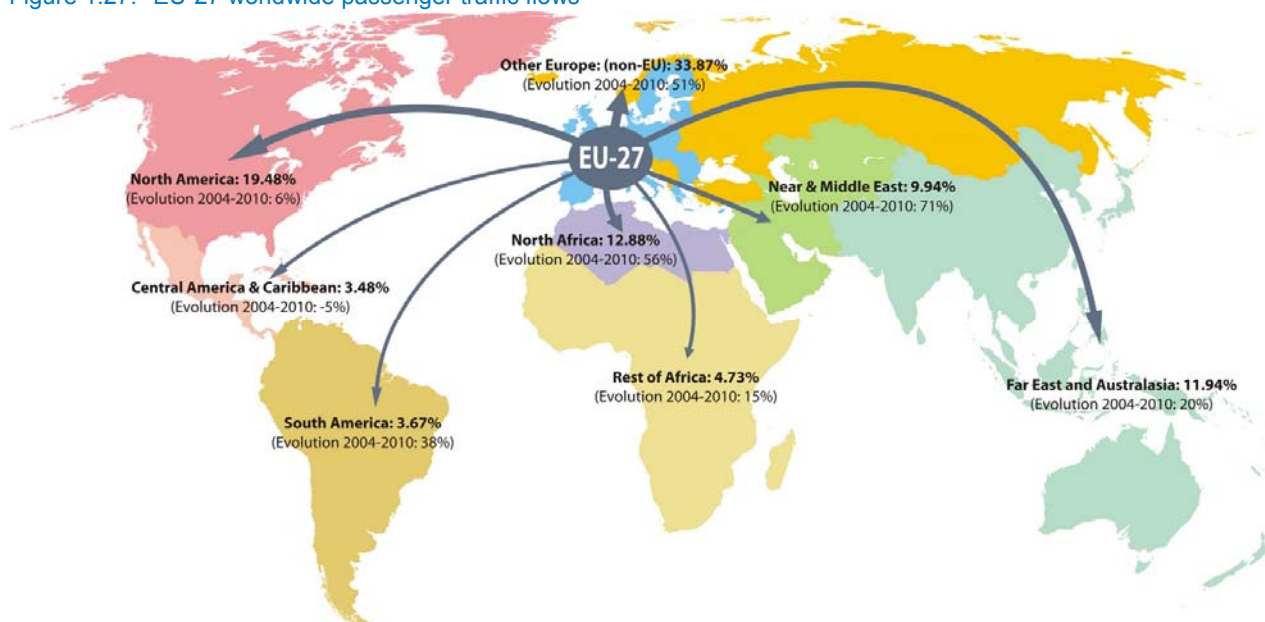 Figure 1.27: EU-27 worldwide passenger traffic flows
Other Europe: (non-EU): 33.87%
(Evolution 2004-2010: 51%)
EU-27
North America: 19.48%
(Evolution 2004-2010: 6%)
Near & Middle East: 9.94%
(Evolution 2004-2010: 71%)
North Africa: 12.88%
(Evolution 2004-2010: 56%)
Central America & Caribbean: 3.48%
(Evolution 2004-2010: -5%)
Rest of Africa: 4.73%
(Evolution 2004-2010: 15%)
Far East and Australasia: 11.94%
(Evolution 2004-2010: 20%)
South America: 3.67%
(Evolution 2004-2010: 38%)